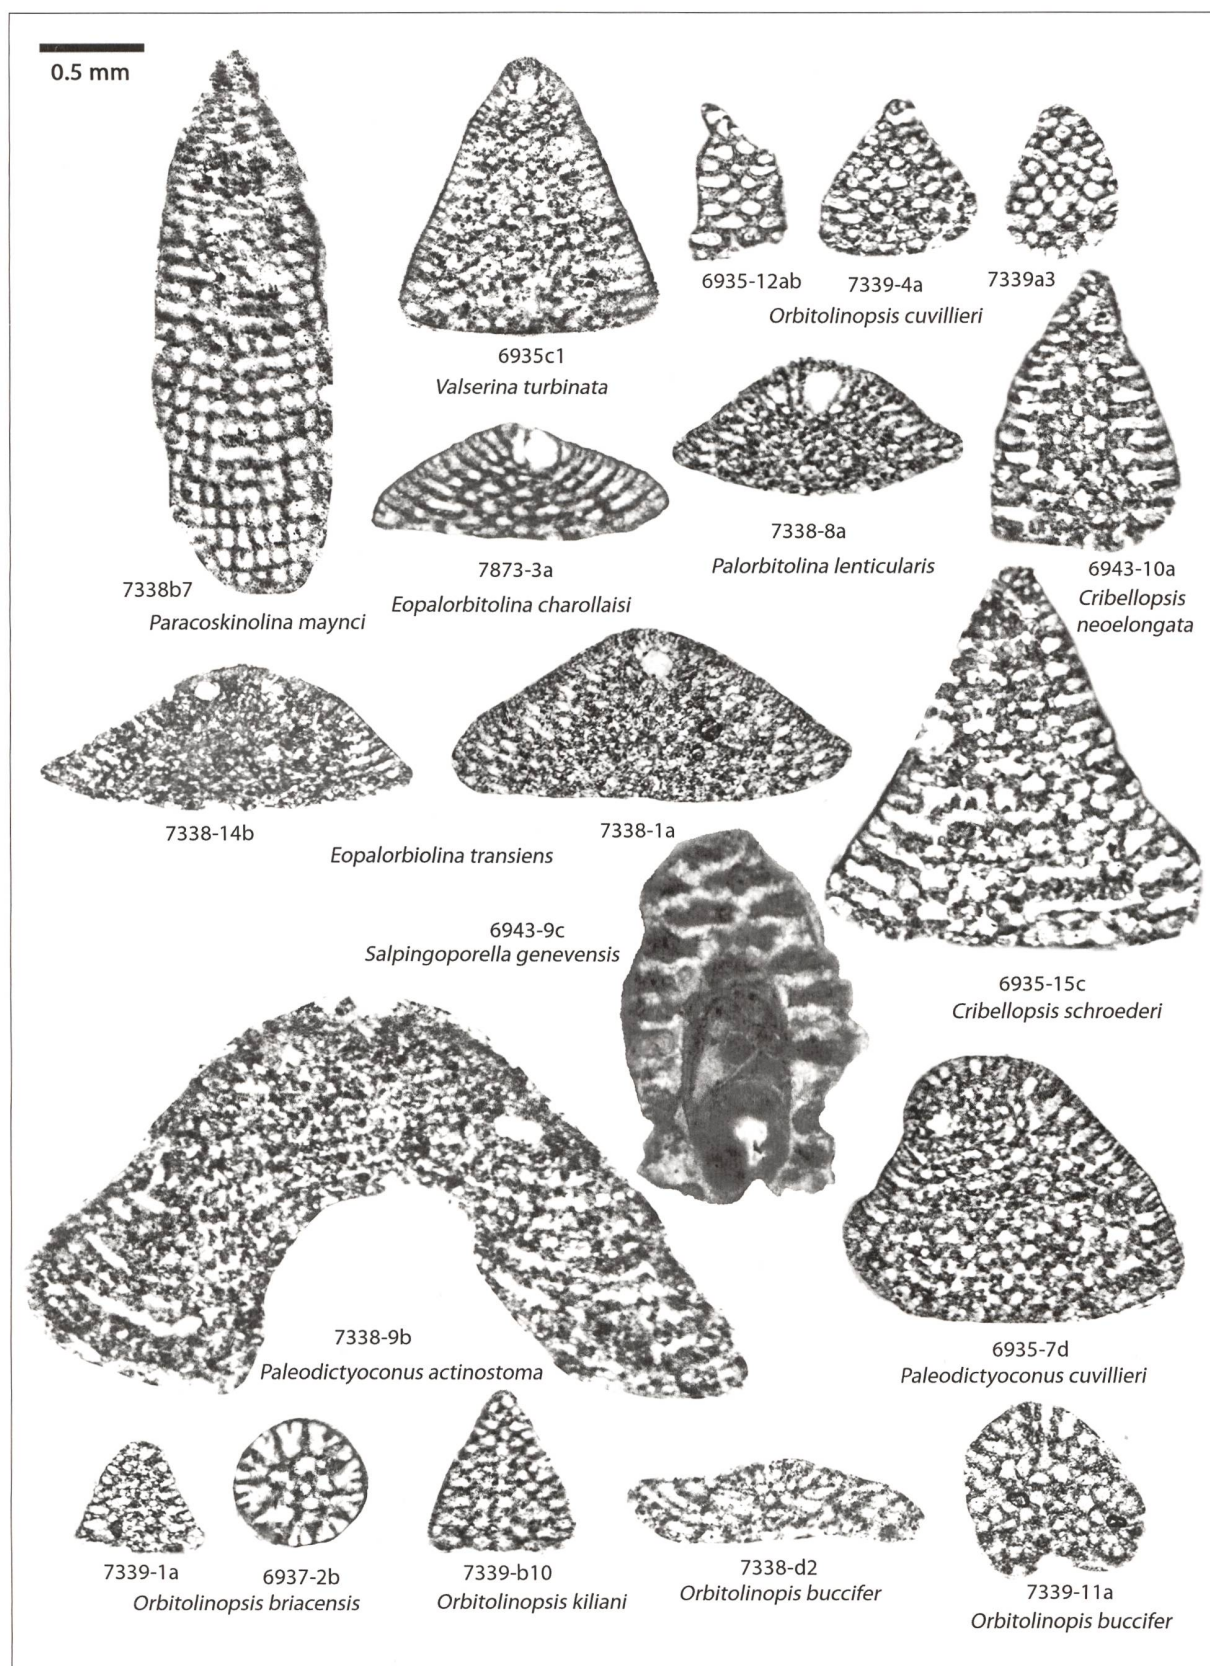 0.5 mm
6935-12ab
7339-4a
7339a3
Orbitolinopsis cuvillieri
6935c1
Valserina turbinata
7338-8a
Palorbitolina lenticularis
6943-10a
Cribellopsis
neoelongata
7873-3a
Eopalorbitolina charollaisi
7338b7
Paracoskinolina maynci
7338-14b
7338-1a
Eopalorbiolina transiens
6943-9c
Salpingoporella genevensis
6935-15c
Cribellopsis schroederi
7338-9b
Paleodictyoconus actinostoma
6935-7d
Paleodictyoconus cuvillieri
7339-1a
6937-2b
Orbitolinopsis briacensis
7339-b10
Orbitolinopsis kiliani
7338-d2
Orbitolinopis buccifer
7339-11a
Orbitolinopis buccifer